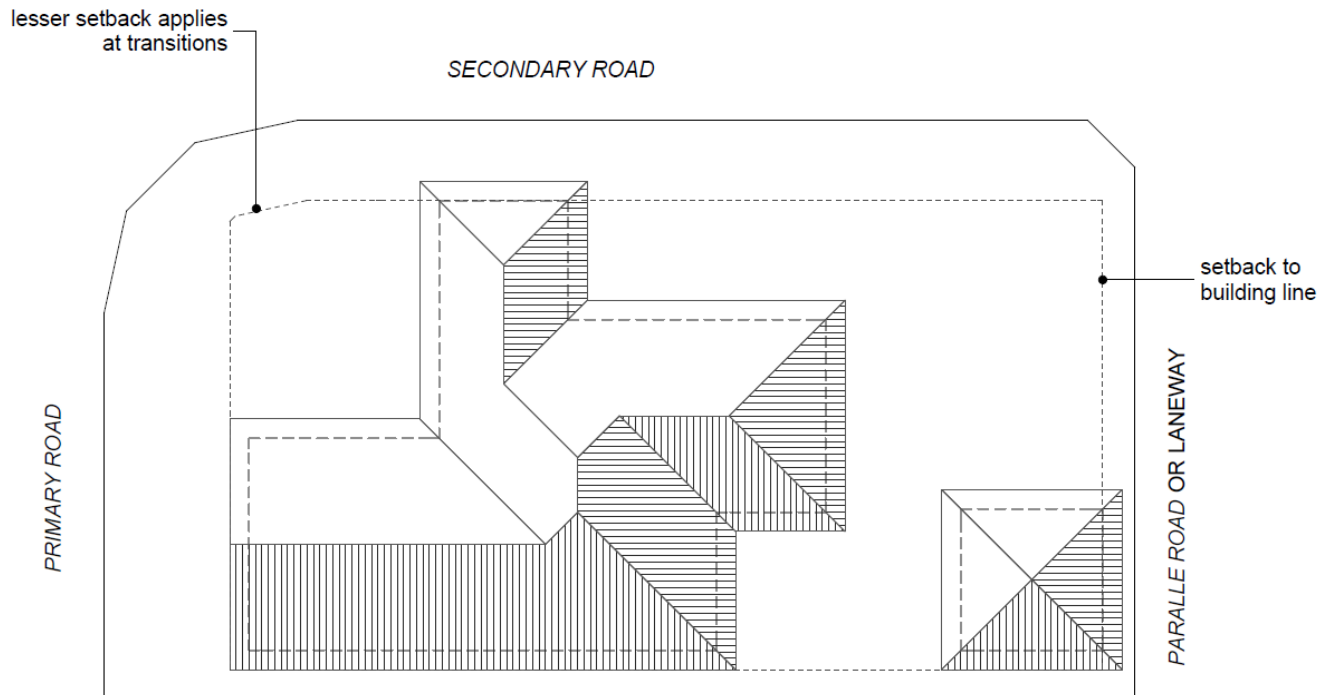 lesser setback applies
at transitions
SECONDARY ROAD
setback to
building line
PRIMARY ROAD
PARALLE ROAD OR LANEWAY